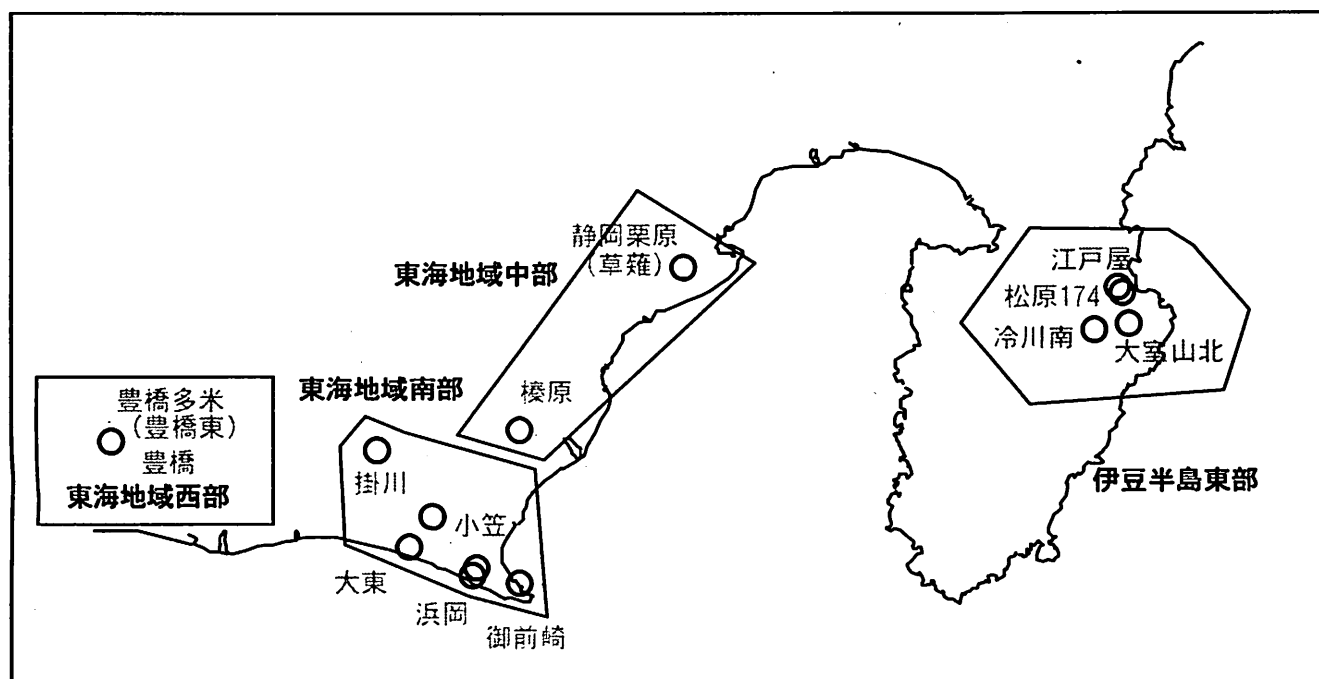 静岡栗原
（草薙）
東海地域中部
江戸屋
松原174
冷川南
大室山北
東海地域南部
榛原
豊橋多米
（豊橋東）
豊橋
東海地域西部
掛川
小笠
大東
浜岡
御前崎
伊豆半島東部